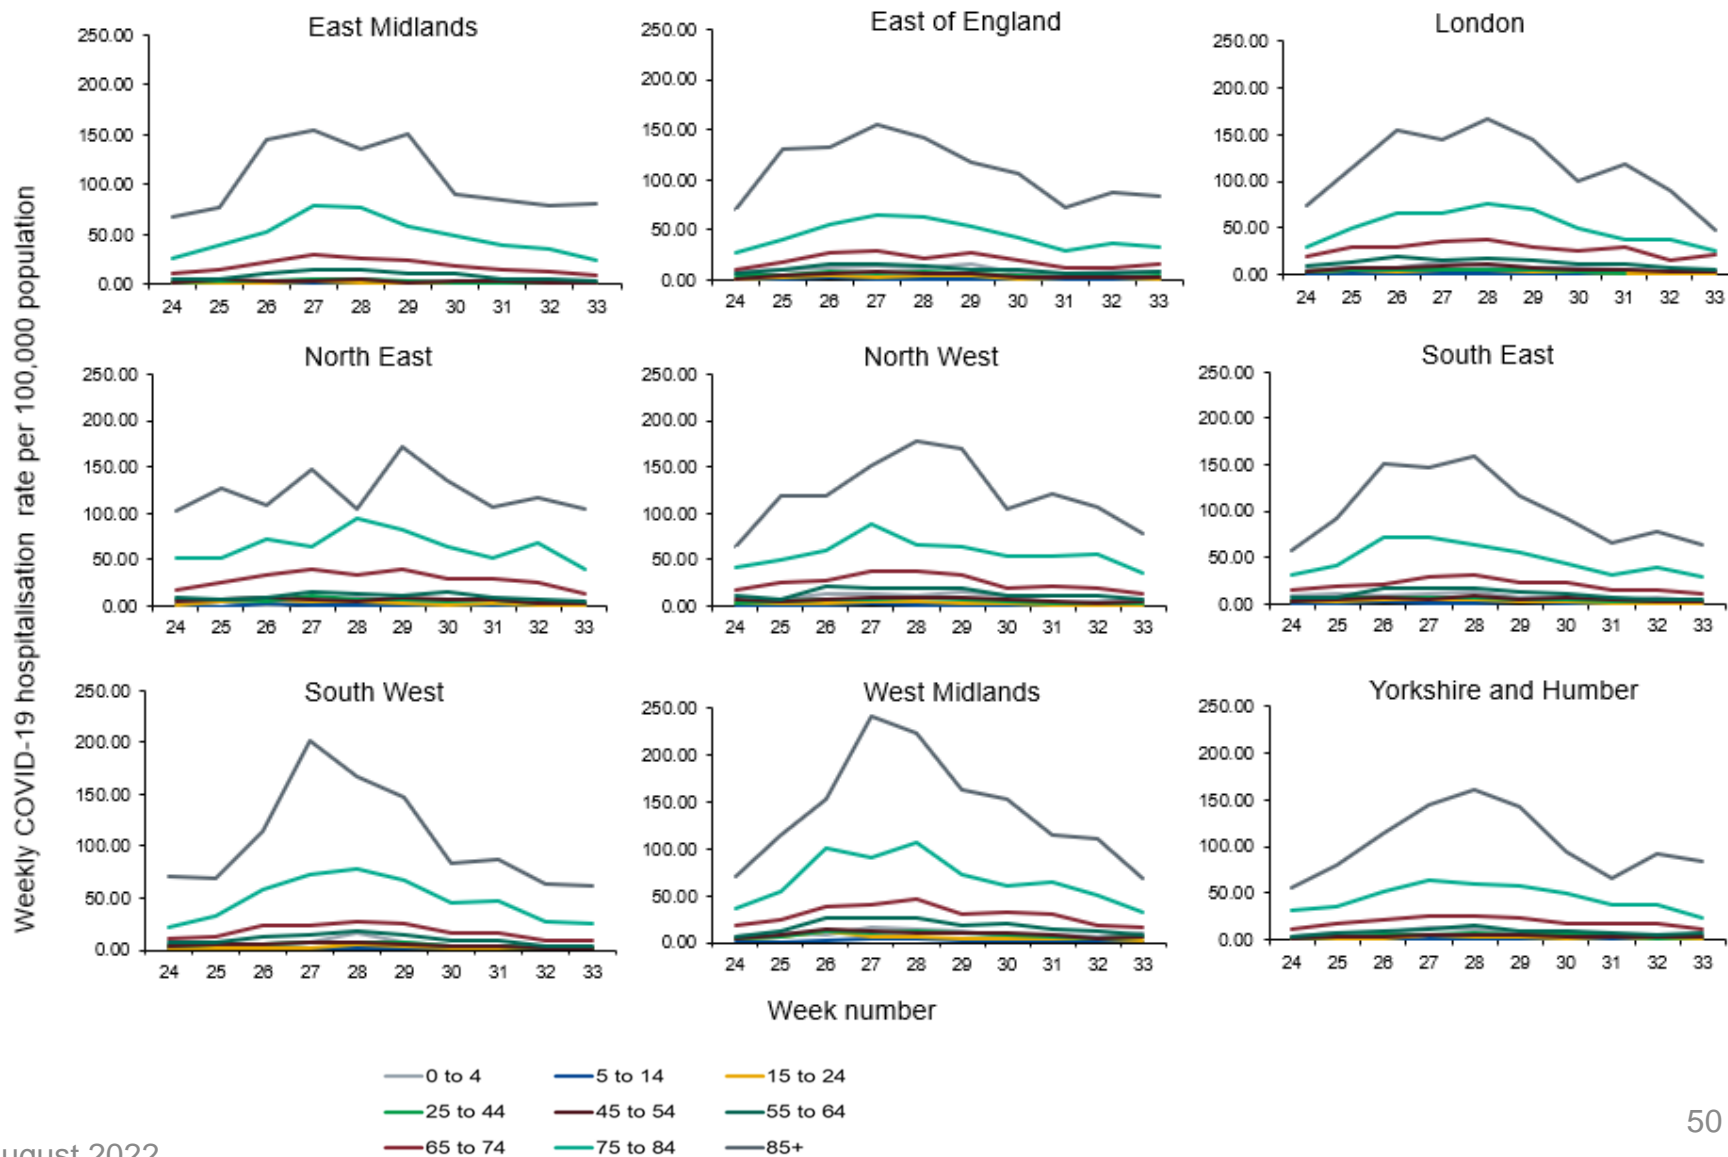 Weekly COVID-19 hospitalisation rate per 100,000 population
East Midlands
250.00
200.00
150.00
100.00
50.00
0.00
24 25 26 27 28 29 30 31 32 33
East of England
250.00
200.00
150.00
100.00
50.00
0.00
24 25 26 27 28 29 30 31 32 33
London
250.00
200.00
150.00
100.00
50.00
0.00
24 25 26 27 28 29 30 31 32 33
North East
250.00
200.00
150.00
100.00
50.00
0.00
24 25 26 27 28 29 30 31 32 33
North West
250.00
200.00
150.00
100.00
50.00
0.00
24 25 26 27 28 29 30 31 32 33
South East
250.00
200.00
150.00
100.00
50.00
0.00
24 25 26 27 28 29 30 31 32 33
South West
250.00
200.00
150.00
100.00
50.00
0.00
24 25 26 27 28 29 30 31 32 33
West Midlands
250.00
200.00
150.00
100.00
50.00
0.00
24 25 26 27 28 29 30 31 32 33
Yorkshire and Humber
250.00
200.00
150.00
100.00
50.00
0.00
24 25 26 27 28 29 30 31 32 33
Week number
0 to 4 5 to 14 15 to 24
25 to 44 45 to 54 55 to 64
65 to 74 75 to 84 85+
50
2022